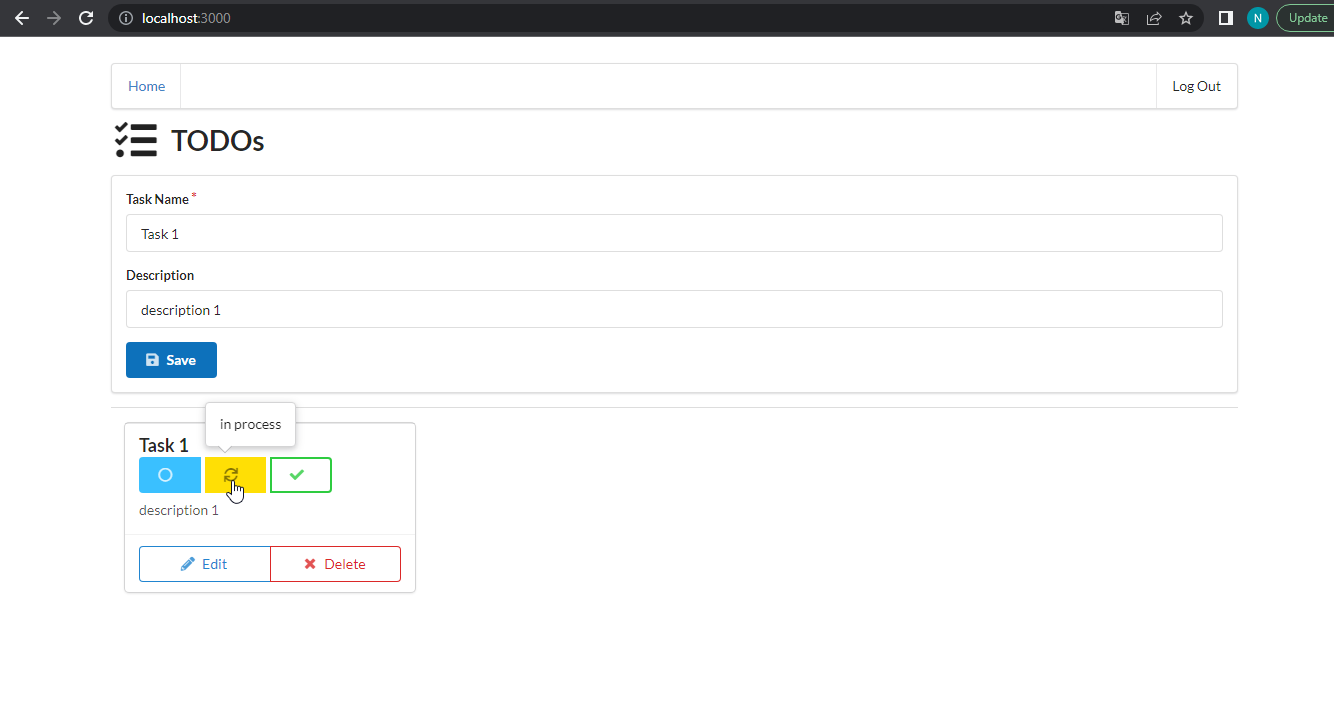 localhost:3000
N
Update
Home
Log Out
TODOs
Task Name *
Task 1
Description
description 1
Save
in process
Task 1
description 1
Edit
Delete